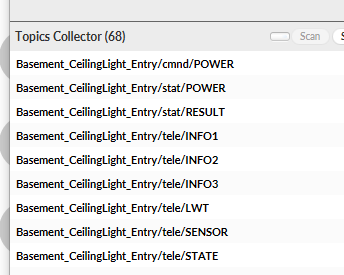 Topics Collector (68)
Scan
Basement_CeilingLight_Entry/cmnd/POWER
Basement_CeilingLight_Entry/stat/POWER
Basement_CeilingLight_Entry/stat/RESULT
Basement_CeilingLight_Entry/tele/INFO1
Basement_CeilingLight_Entry/tele/INFO2
Basement_CeilingLight_Entry/tele/INFO3
Basement_CeilingLight_Entry/tele/LWT
Basement_CeilingLight_Entry/tele/SENSOR
Basement_CeilingLight_Entry/tele/STATE